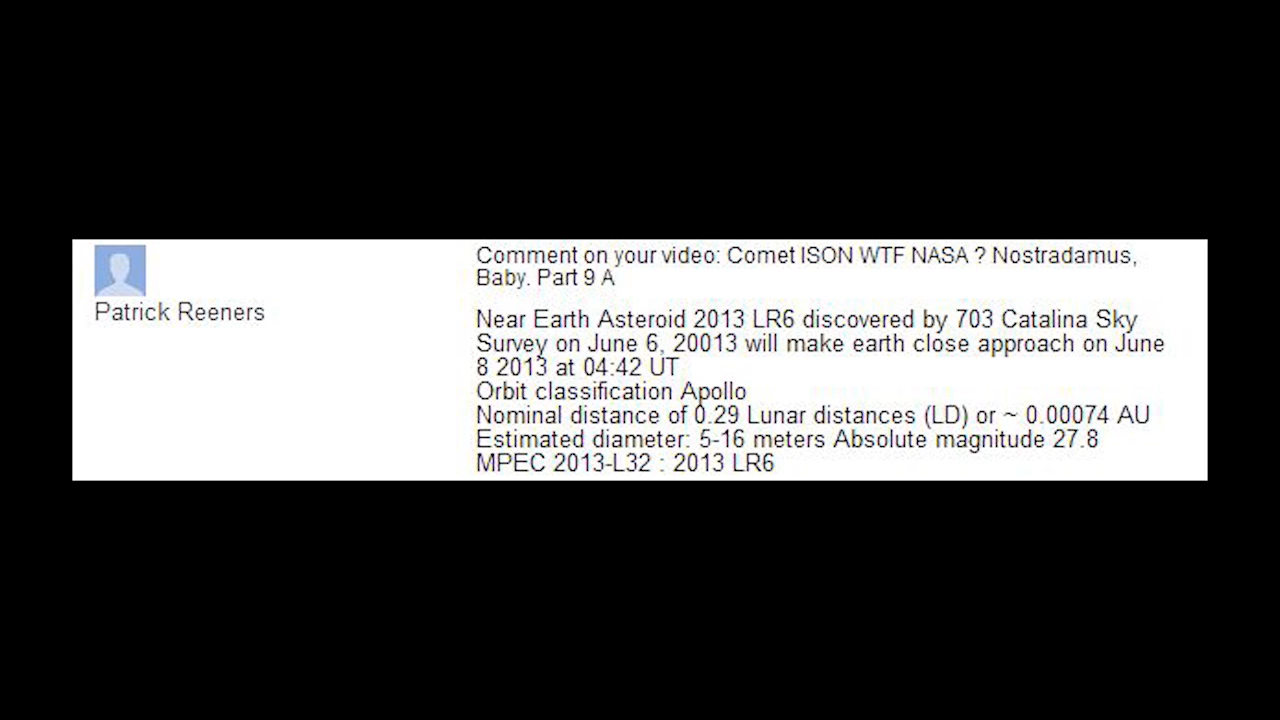 Patrick Reeners
Comment on your video: Comet ISON WTF NASA ? Nostradamus,
Baby. Part 9 A
Near Earth Asteroid 2013 LR6 discovered by 703 Catalina Sky
Survey on June 6, 20013 will make earth close approach on June
8 2013 at 04:42 UT
Orbit classification Apollo
Nominal distance of 0.29 Lunar distances (LD) or ~ 0.00074 AU
Estimated diameter: 5-16 meters Absolute magnitude 27.8
MPEC 2013-L32 : 2013 LR6